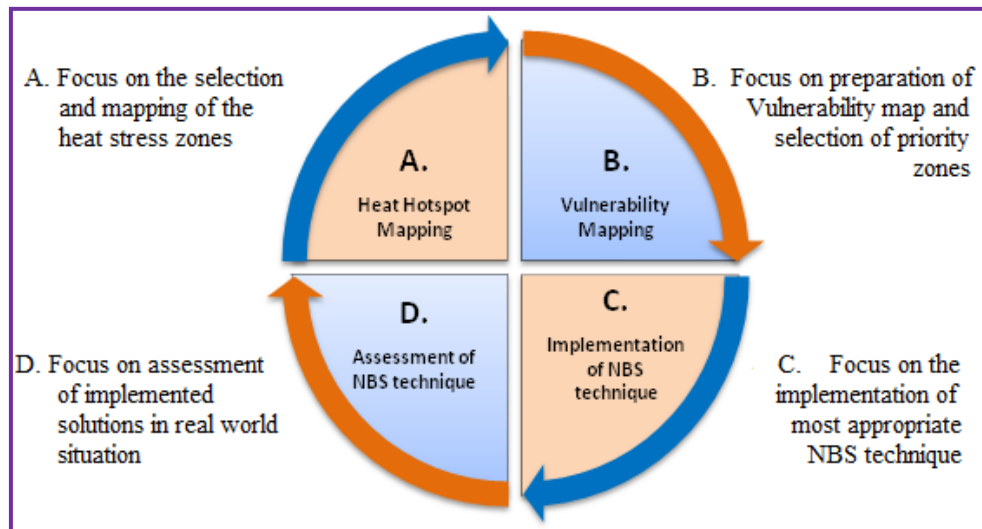 A. Focus on the selection
and mapping of the
heat stress zones
A.
Heat Hotspot
Mapping
B.
Vulnerability
Mapping
B. Focus on preparation of
Vulnerability map and
selection of priority
zones
D. Focus on assessment
of implemented
solutions in real world
situation
D.
Assessment of
NBS technique
C.
Implementation
of NBS
technique
C. Focus on the
implementation of
most appropriate
NBS technique